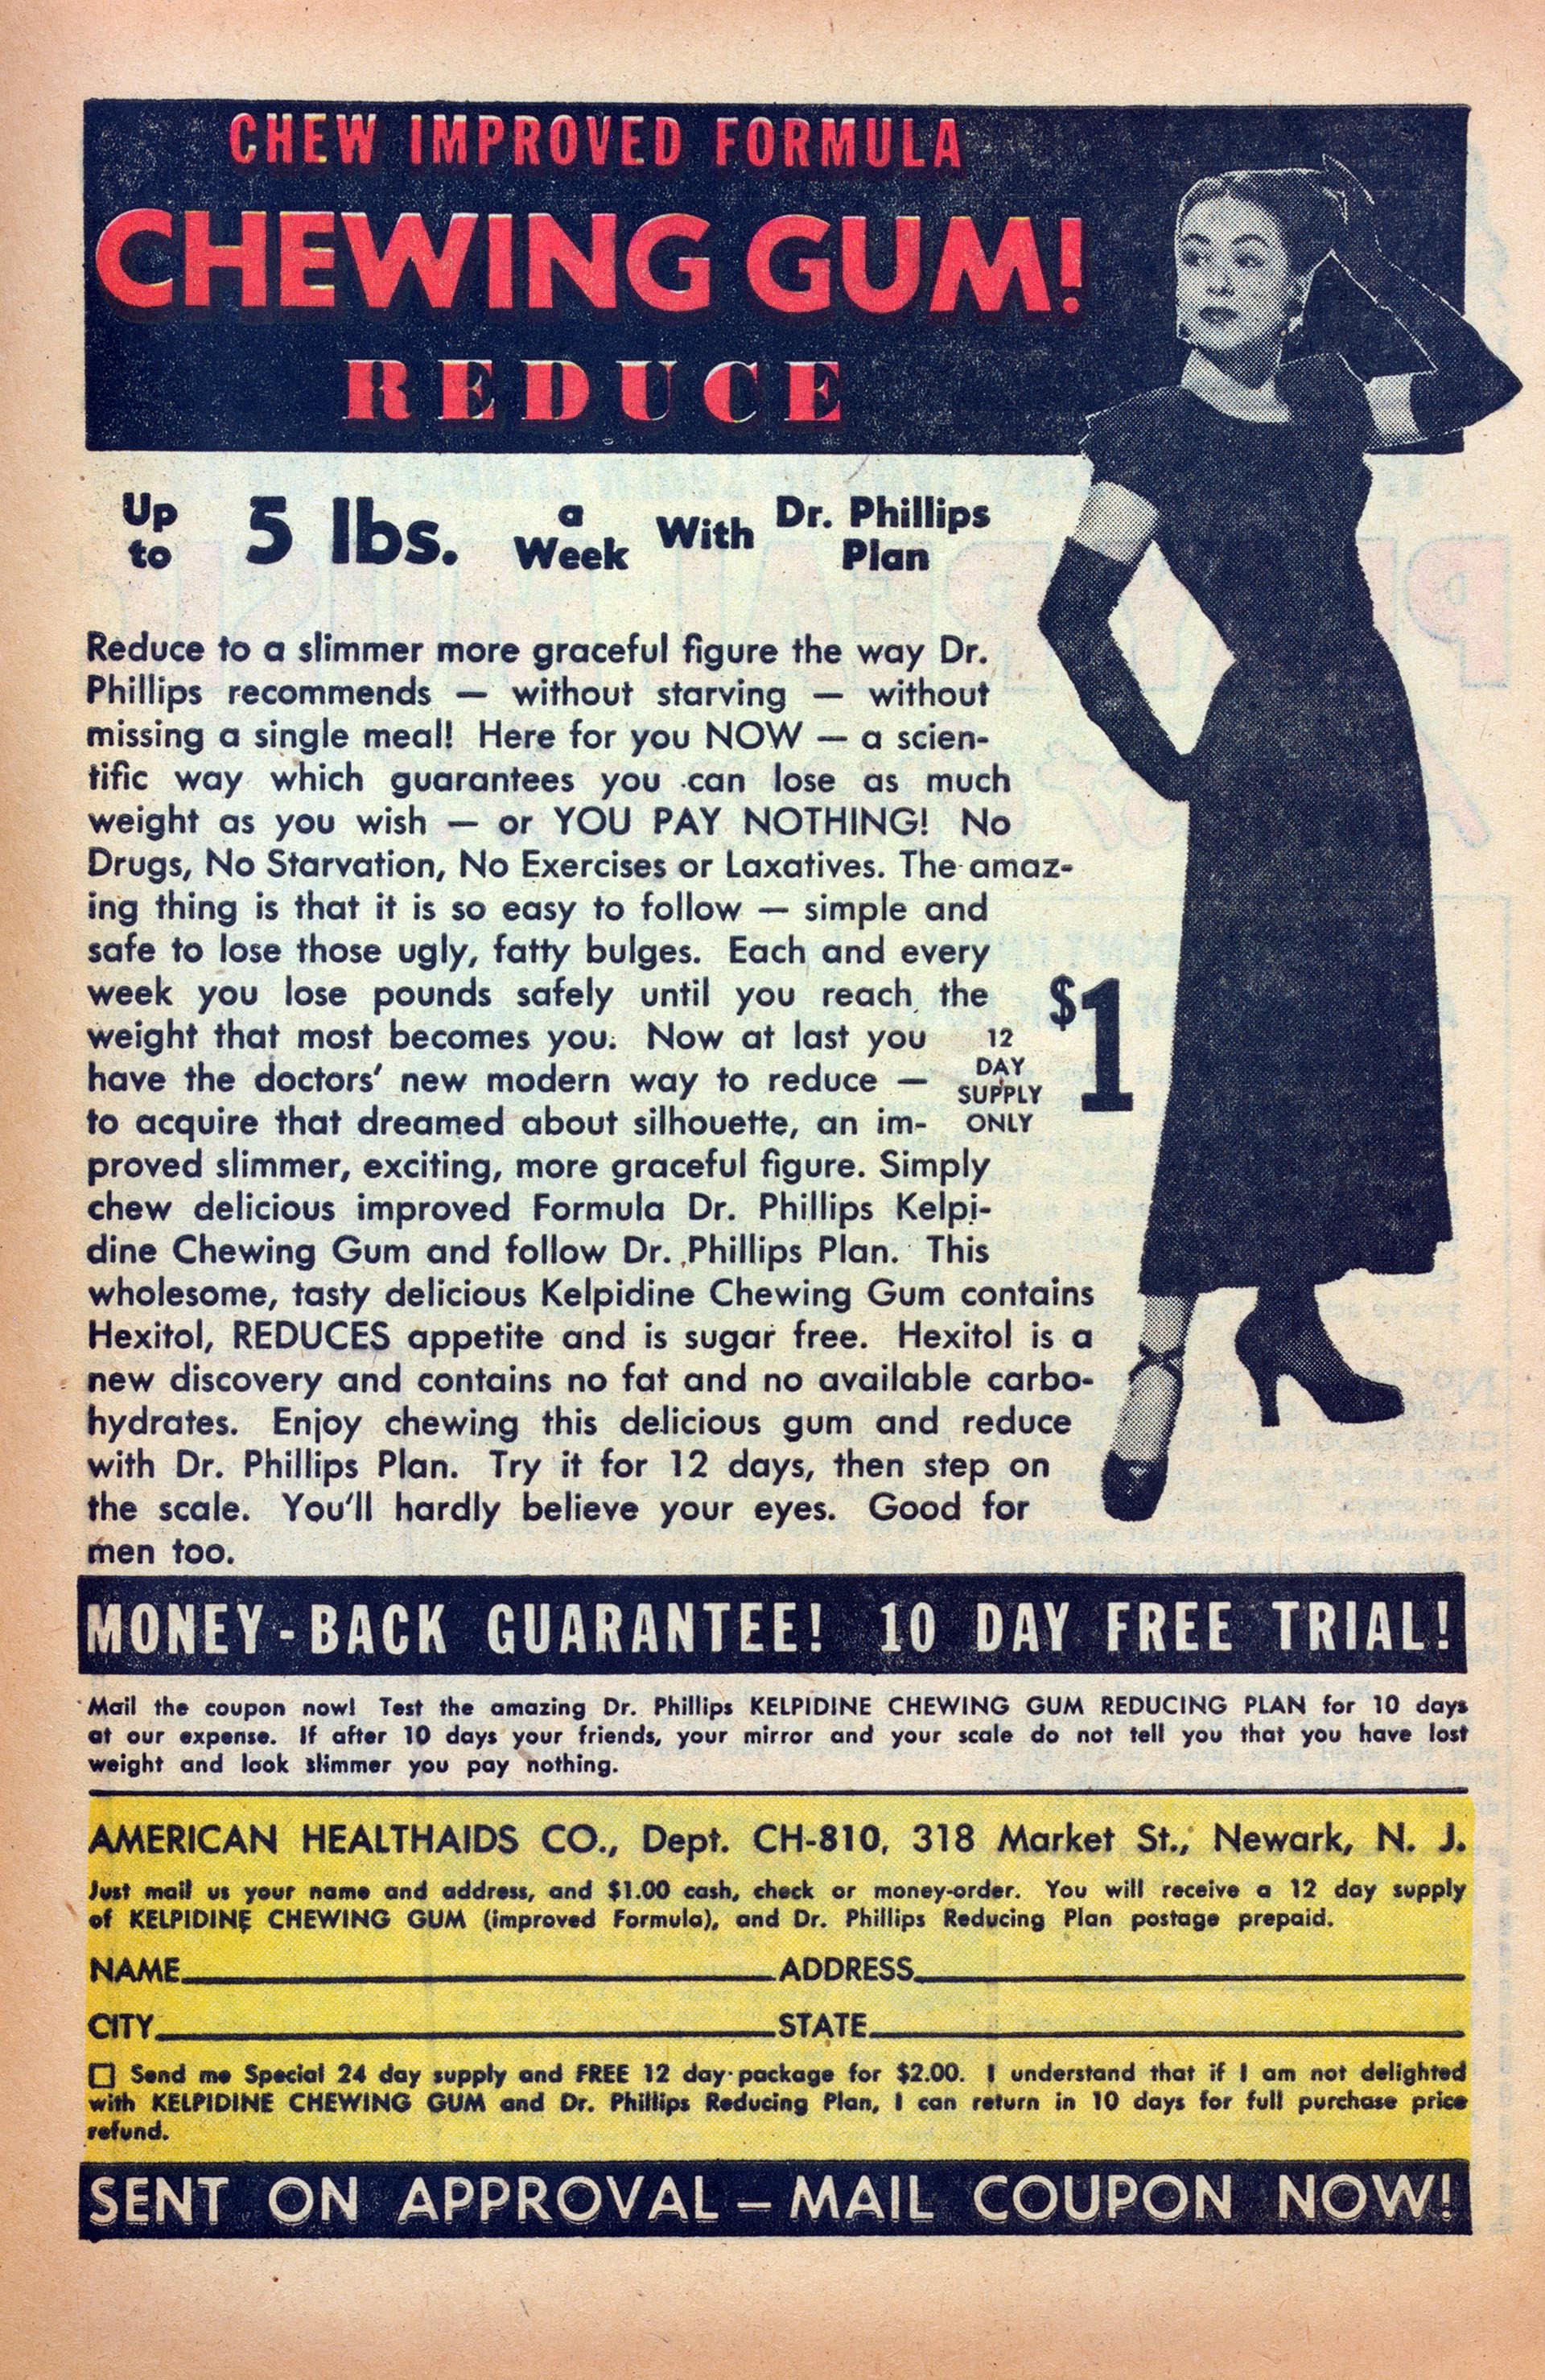 CHEW IMPROVED FORMULA
CHEWING GUM!
REDUCE
Up to 5 lbs. a Week With Dr. Phillips Plan
Reduce to a slimmer more graceful figure the way Dr.
Phillips recommends — without starving — without
missing a single meal! Here for you NOW — a scien-
tific way which guarantees you can lose as much
weight as you wish — or YOU PAY NOTHING! No
Drugs, No Starvation, No Exercises or Laxatives. The amaz-
ing thing is that it is so easy to follow — simple and
safe to lose those ugly, fatty bulges. Each and every
week you lose pounds safely until you reach the
weight that most becomes you. Now at last you
have the doctors' new modern way to reduce —
to acquire that dreamed about silhouette, an im-
proved slimmer, exciting, more graceful figure. Simply
chew delicious improved Formula Dr. Phillips Kelpi-
dine Chewing Gum and follow Dr. Phillips Plan. This
wholesome, tasty delicious Kelpidine Chewing Gum contains
Hexitol, REDUCES appetite and is sugar free. Hexitol is a
new discovery and contains no fat and no available carbo-
hydrates. Enjoy chewing this delicious gum and reduce
with Dr. Phillips Plan. Try it for 12 days, then step on
the scale. You'll hardly believe your eyes. Good for
men too.
12
DAY
SUPPLY
ONLY
$1
MONEY-BACK GUARANTEE! 10 DAY FREE TRIAL!
Mail the coupon now! Test the amazing Dr. Phillips KELPIDINE CHEWING GUM REDUCING PLAN for 10 days
at our expense. If after 10 days your friends, your mirror and your scale do not tell you that you have lost
weight and look slimmer you pay nothing.
AMERICAN HEALTHAIDS CO., Dept. CH-810, 318 Market St., Newark, N. J.
Just mail us your name and address, and $1.00 cash, check or money-order. You will receive a 12 day supply
of KELPIDINE CHEWING GUM (improved Formula), and Dr. Phillips Reducing Plan postage prepaid.
NAME ADDRESS
CITY STATE
Send me Special 24 day supply and FREE 12 day package for $2.00. I understand that if I am not delighted
with KELPIDINE CHEWING GUM and Dr. Phillips Reducing Plan, I can return in 10 days for full purchase price
refund.
SENT ON APPROVAL — MAIL COUPON NOW!